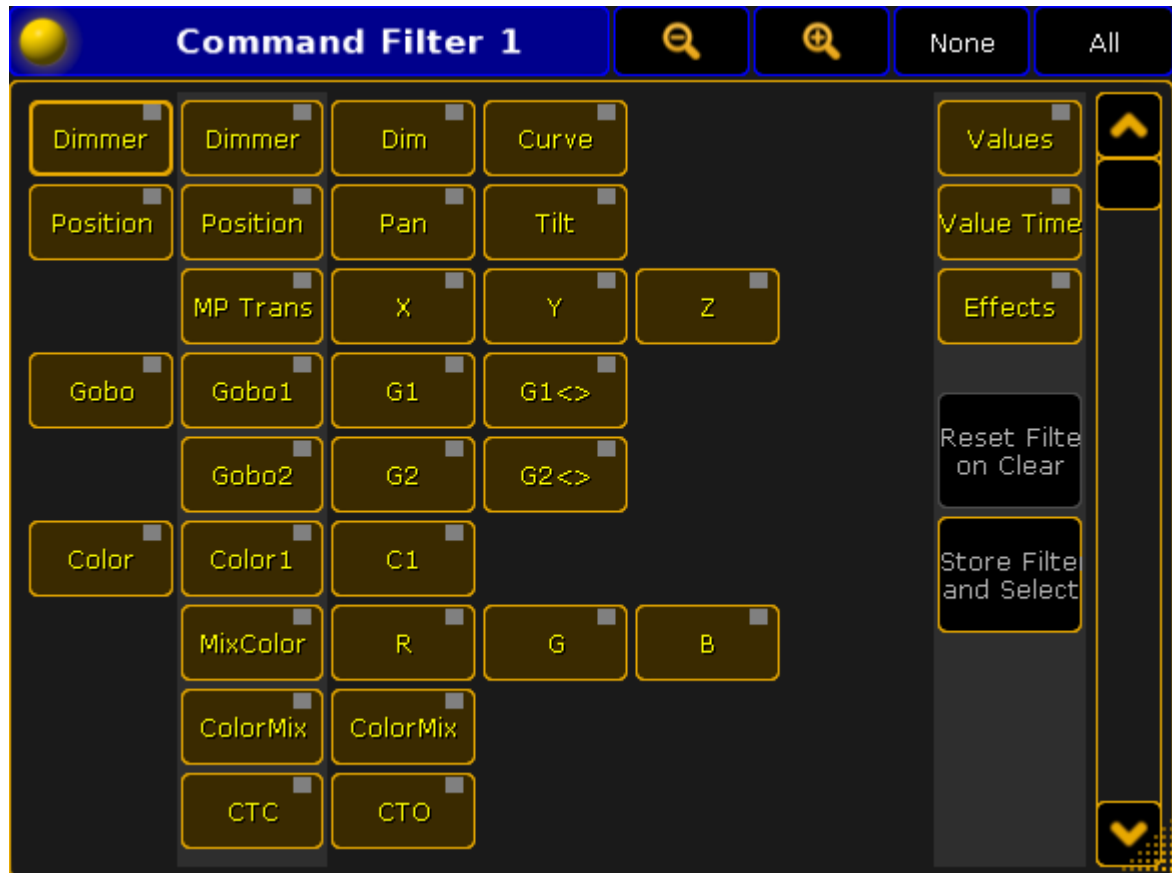 Command Filter 1 None All
Dimmer Dimmer Dim Curve Values
Position Position Pan Tilt Value Time
MP Trans X Y Z Effects
Gobo Gobo1 G1 G1<>
Reset Filte
on Clear
Gobo2 G2 G2<>
Color Color1 C1
Store Filte
and Select
MixColor R G B
ColorMix ColorMix
CTC CTO